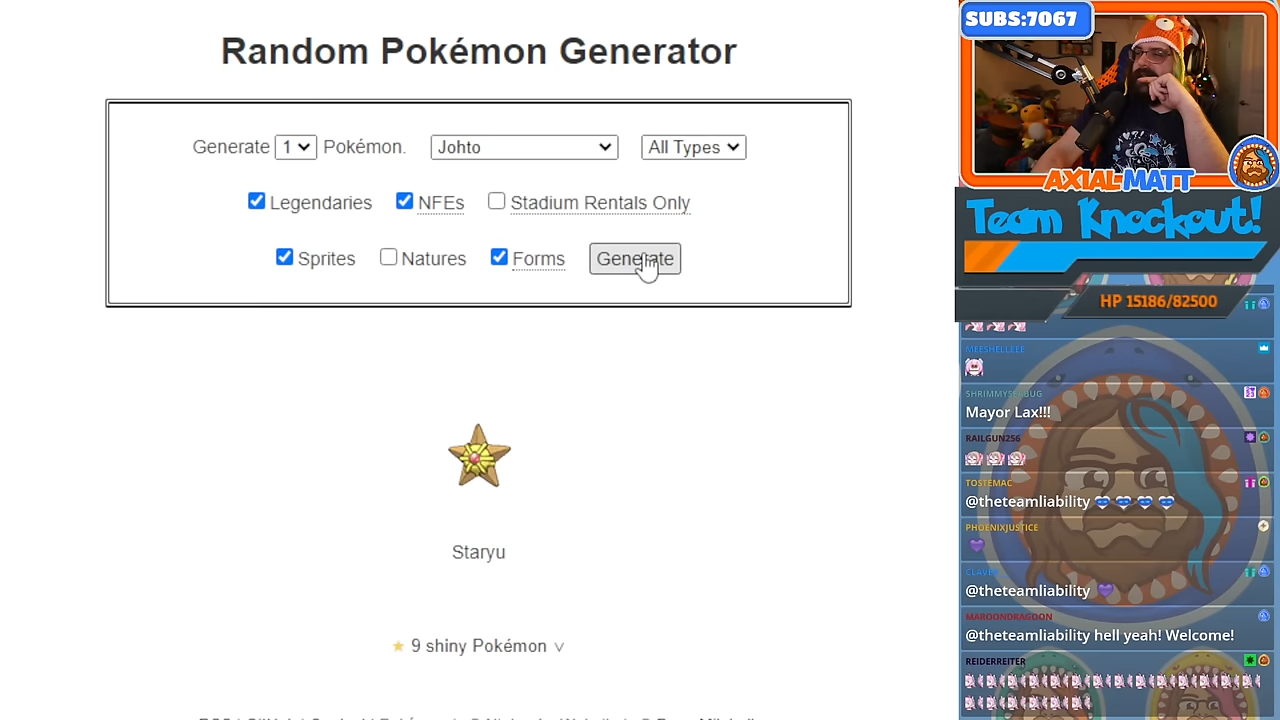 Random Pokémon Generator
Generate 1 Pokémon. Johto All Types
Legendaries NFEs Stadium Rentals Only
Sprites Natures Forms Generate
Staryu
9 shiny Pokémon
SUBS:7067
AXIAL-MATT
Team Knockout!
HP 15186/82500
MEESHELLEEE
Mayor Lax!!!
RAILGUN256
TOSTEMAC
@theteamliability
PHOENIXJUSTICE
@theteamliability
MAROONDRAGOON
@theteamliability hell yeah! Welcome!
REIDERREITER